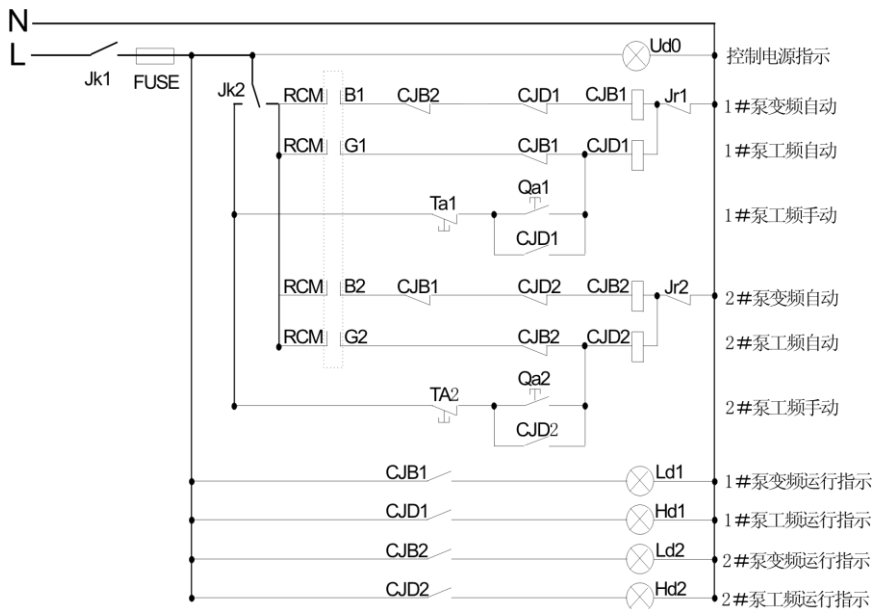 N
L Jk1 FUSE Ud0 控制电源指示
Jk2 RCM B1 CJB2 CJD1 CJB1 Jr1 1#泵变频自动
RCM G1 CJB1 CJD1 1#泵工频自动
Ta1 Qa1 1#泵工频手动
CJD1
RCM B2 CJB1 CJD2 CJB2 Jr2 2#泵变频自动
RCM G2 CJB2 CJD2 2#泵工频自动
TA2 Qa2 2#泵工频手动
CJD2
CJB1 Ld1 1#泵变频运行指示
CJD1 Hd1 1#泵工频运行指示
CJB2 Ld2 2#泵变频运行指示
CJD2 Hd2 2#泵工频运行指示